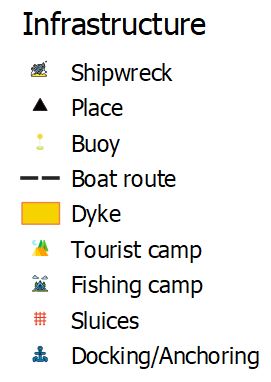 Infrastructure
Shipwreck
Place
Buoy
Boat route
Dyke
Tourist camp
Fishing camp
Sluices
Docking/Anchoring